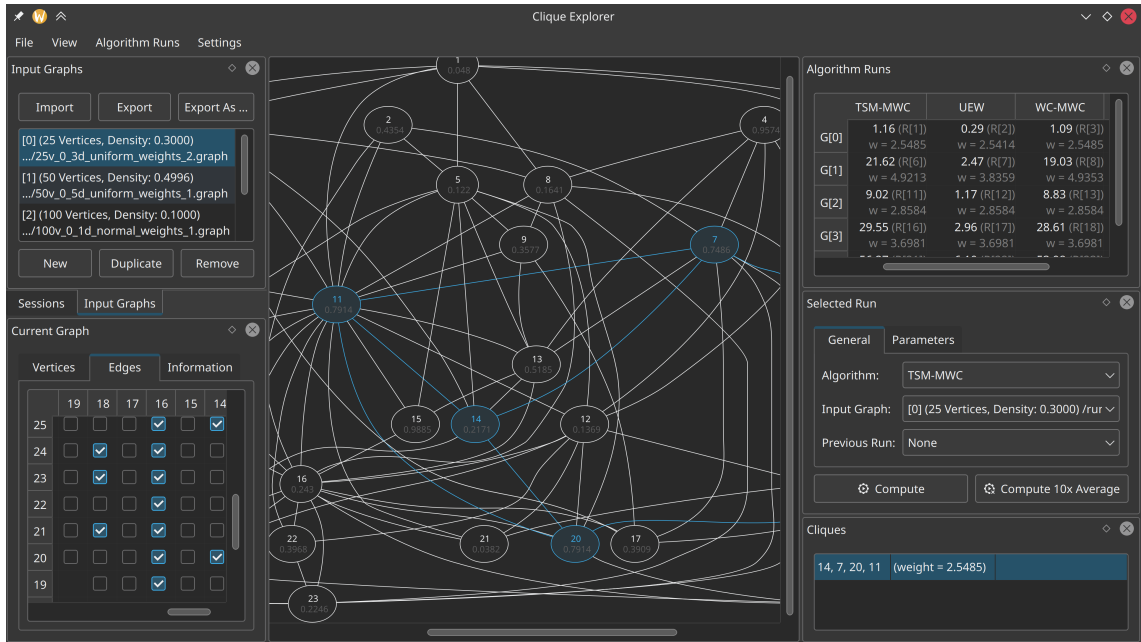 Clique Explorer
File View Algorithm Runs Settings
Input Graphs
Import Export Export As ...
[0] (25 Vertices, Density: 0.3000)
.../25v_0_3d_uniform_weights_2.graph
[1] (50 Vertices, Density: 0.4996)
.../50v_0_5d_uniform_weights_1.graph
[2] (100 Vertices, Density: 0.1000)
.../100v_0_1d_normal_weights_1.graph
New Duplicate Remove
Sessions Input Graphs
Current Graph
Vertices Edges Information
19 18 17 16 15 14
25
24
23
22
21
20
19
1
0.048
2
0.4354
4
0.9574
5
0.122
8
0.1641
9
0.3577
7
0.7486
11
0.7914
13
0.5185
15
0.9885
14
0.2171
12
0.1369
16
0.243
22
0.3968
21
0.0382
20
0.7914
17
0.3909
23
0.2246
Algorithm Runs
TSM-MWC UEW WC-MWC
G[0] 1.16 (R[1]) 0.29 (R[2]) 1.09 (R[3])
w = 2.5485 w = 2.5414 w = 2.5485
G[1] 21.62 (R[6]) 2.47 (R[7]) 19.03 (R[8])
w = 4.9213 w = 3.8359 w = 4.9353
G[2] 9.02 (R[11]) 1.17 (R[12]) 8.83 (R[13])
w = 2.8584 w = 2.8584 w = 2.8584
G[3] 29.55 (R[16]) 2.96 (R[17]) 28.61 (R[18])
w = 3.6981 w = 3.6981 w = 3.6981
Selected Run
General Parameters
Algorithm: TSM-MWC
Input Graph: [0] (25 Vertices, Density: 0.3000) /rur
Previous Run: None
Compute Compute 10x Average
Cliques
14, 7, 20, 11 (weight = 2.5485)